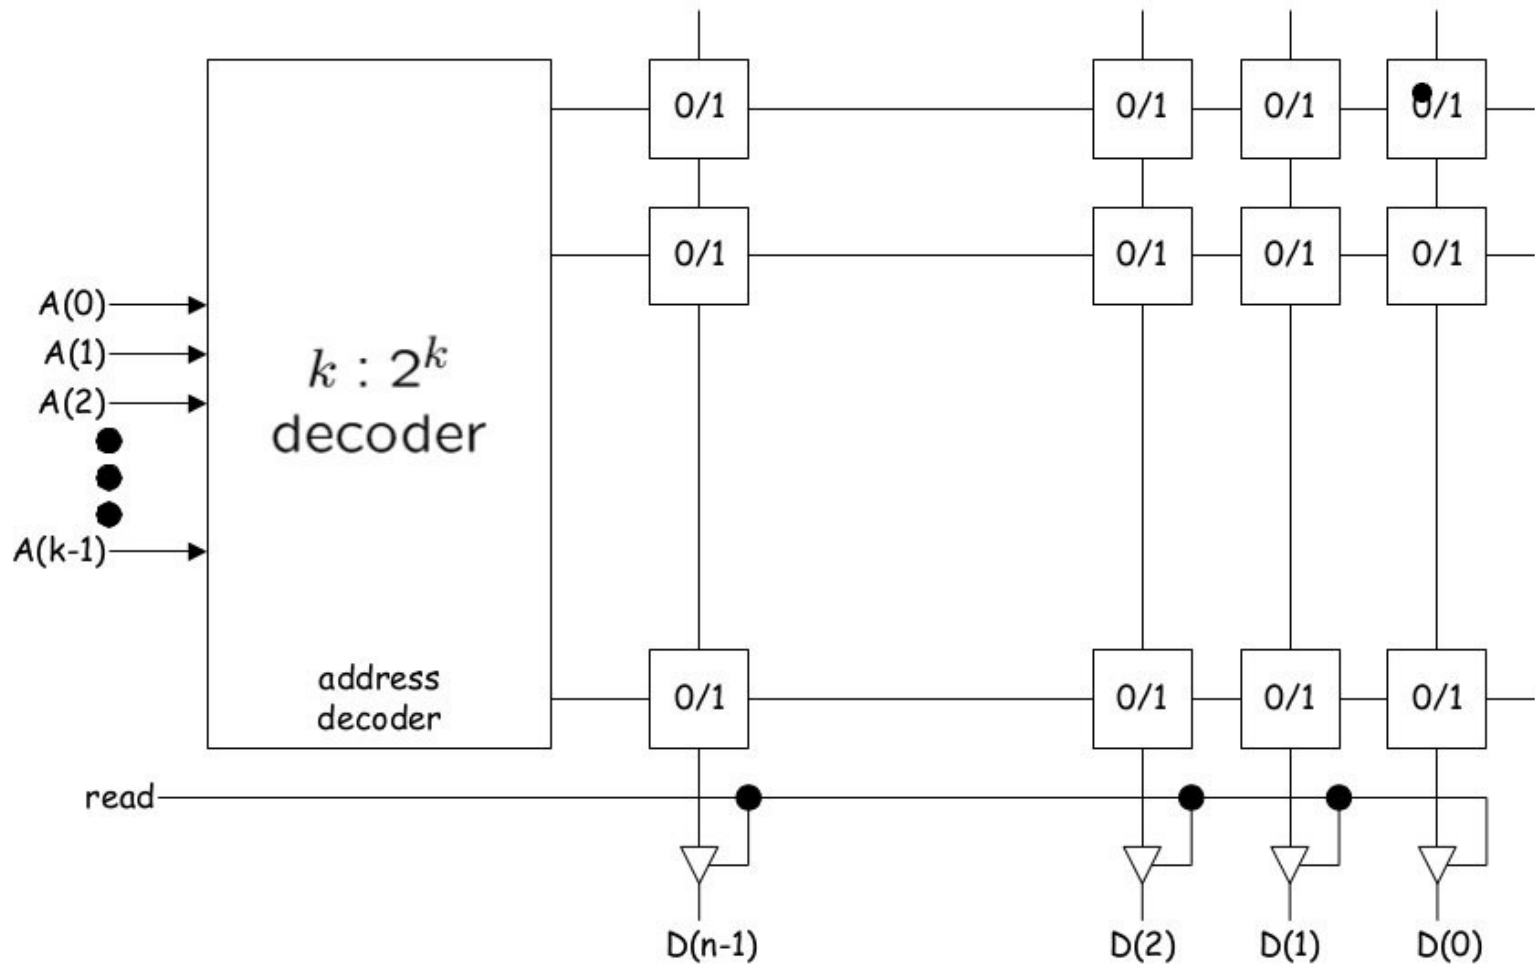 0/1 0/1 0/1 0/1
0/1 0/1 0/1 0/1
A(0)
A(1)
A(2)
A(k-1)
k : 2^k
decoder
address
decoder
0/1 0/1 0/1 0/1
read
D(n-1) D(2) D(1) D(0)